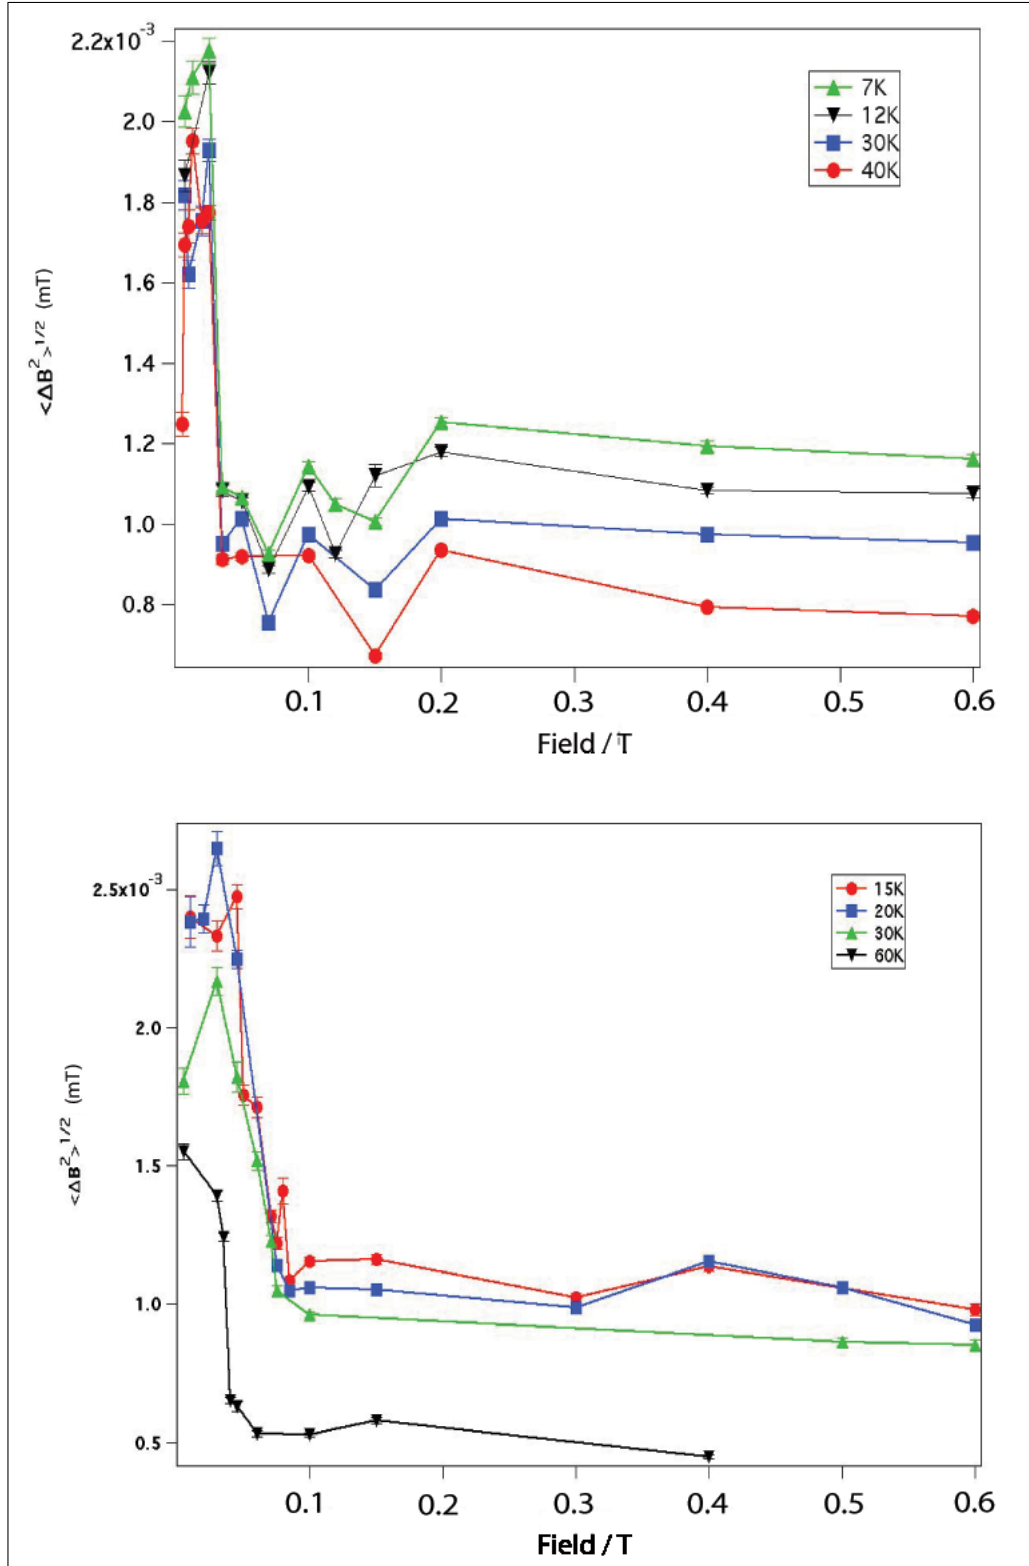 2.2x10-3
2.0
1.8
1.6
1.4
1.2
1.0
0.8
<ΔB2>1/2 (mT)
7K
12K
30K
40K
0.1 0.2 0.3 0.4 0.5 0.6
Field / T
2.5x10-3
2.0
1.5
1.0
0.5
<ΔB2>1/2 (mT)
15K
20K
30K
60K
0.1 0.2 0.3 0.4 0.5 0.6
Field / T